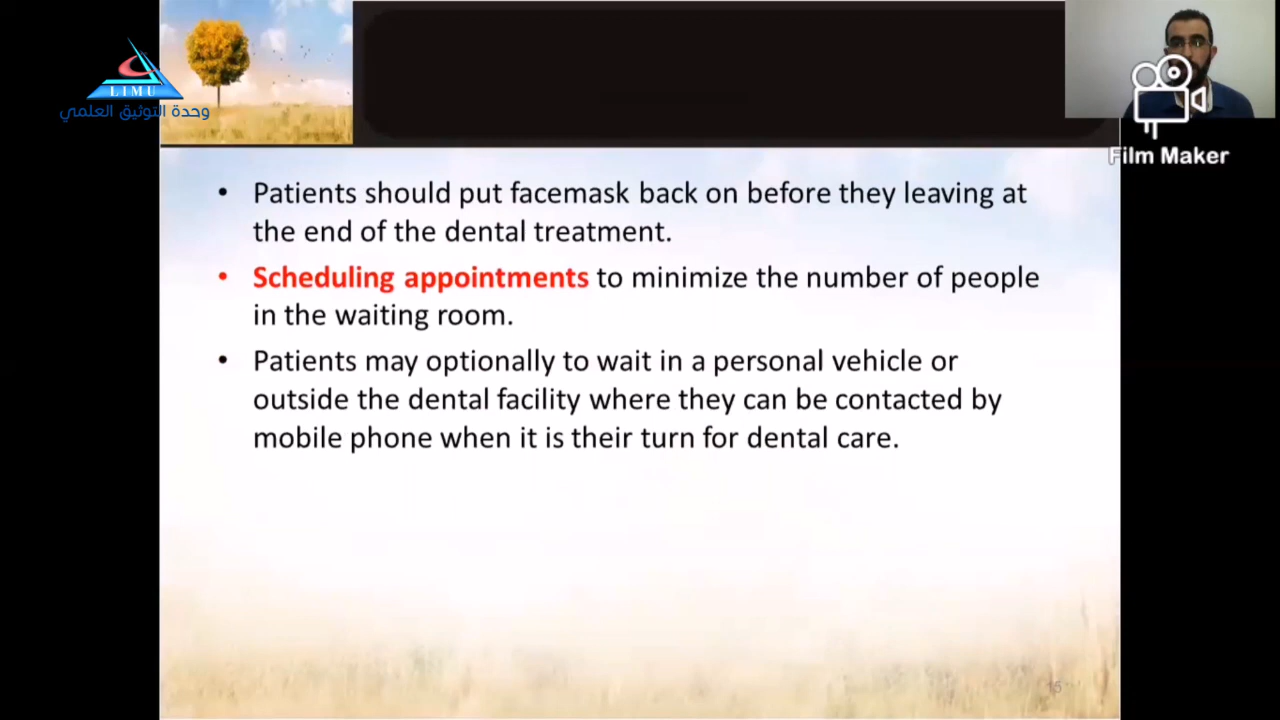 LIMU
وحدة التوثيق العلمي
Film Maker
• Patients should put facemask back on before they leaving at
the end of the dental treatment.
• Scheduling appointments to minimize the number of people
in the waiting room.
• Patients may optionally to wait in a personal vehicle or
outside the dental facility where they can be contacted by
mobile phone when it is their turn for dental care.
15